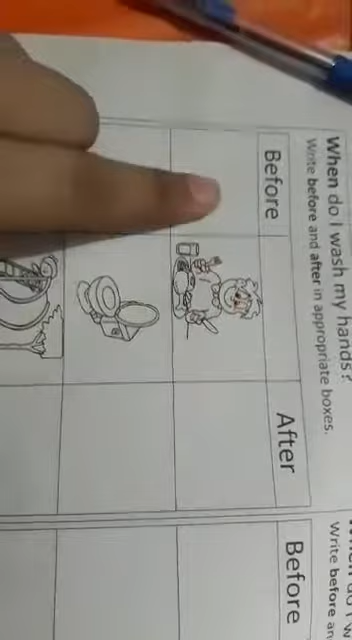 When do I wash my hands?
Write before and after in appropriate boxes.
Before
After
Write before an
Before